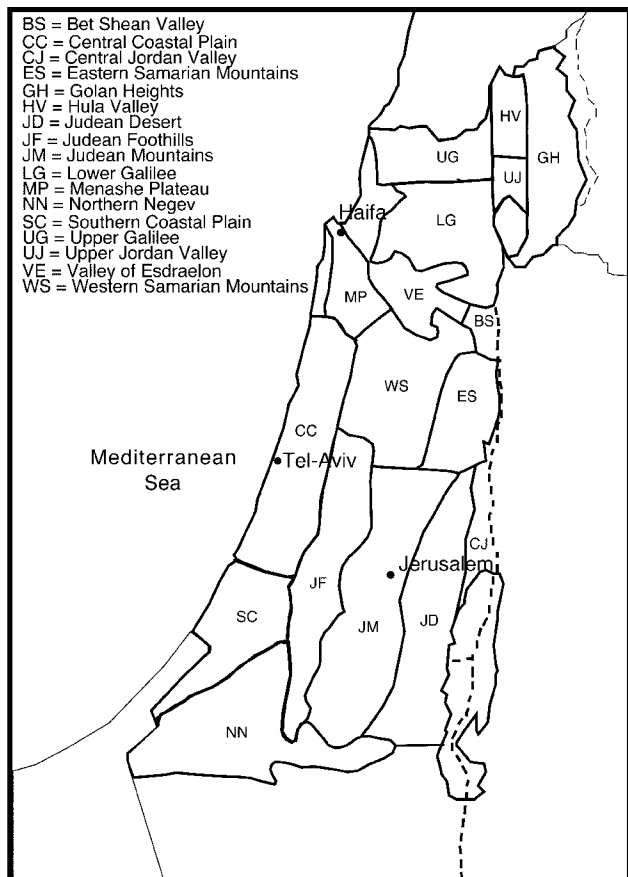 BS = Bet Shean Valley
CC = Central Coastal Plain
CJ = Central Jordan Valley
ES = Eastern Samarian Mountains
GH = Golan Heights
HV = Hula Valley
JD = Judean Desert
JF = Judean Foothills
JM = Judean Mountains
LG = Lower Galilee
MP = Menashe Plateau
NN = Northern Negev
SC = Southern Coastal Plain
UG = Upper Galilee
UJ = Upper Jordan Valley
VE = Valley of Esdraelon
WS = Western Samarian Mountains
HV
UG
GH
UJ
Haifa
LG
MP
VE
BS
WS
ES
CC
Mediterranean
Sea
Tel-Aviv
CJ
Jerusalem
JF
SC
JM
JD
NN